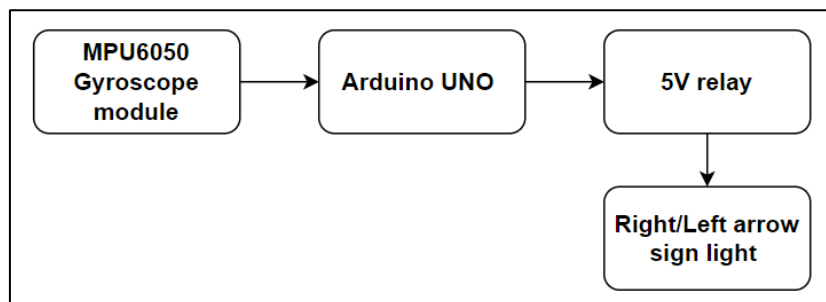 MPU6050
Gyroscope
module
Arduino UNO
5V relay
Right/Left arrow
sign light